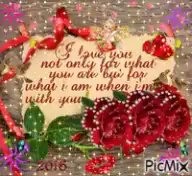 I love you
not only for what
you are but for
what i am when i'm
with you
2016
PicMix